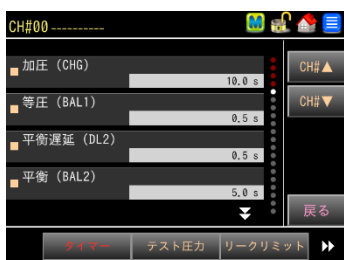 CH#00 ----------
M
加圧 (CHG)
10.0 s
CH#▲
等圧 (BAL1)
0.5 s
CH#▼
平衡遅延 (DL2)
0.5 s
平衡 (BAL2)
5.0 s
戻る
タイマー
テスト圧力
リークリミット